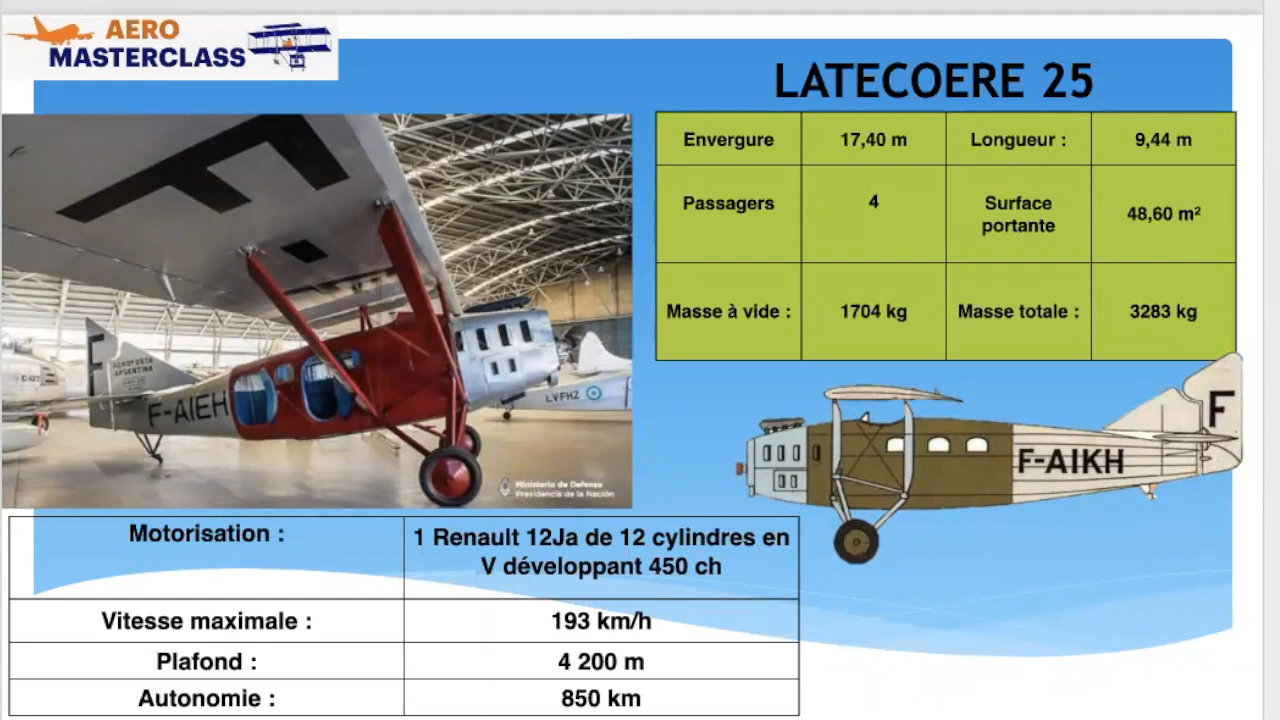 AERO
MASTERCLASS
LATECOERE 25
Envergure
17,40 m
Longueur :
9,44 m
Passagers
4
Surface
portante
48,60 m²
Masse à vide :
1704 kg
Masse totale :
3283 kg
F
AEROPOSTA
ARGENTINA
F-AIEH
LV-FHZ
Ministerio de Defensa
Presidencia de la Nación
F
F-AIKH
Motorisation :
1 Renault 12Ja de 12 cylindres en
V développant 450 ch
Vitesse maximale :
193 km/h
Plafond :
4 200 m
Autonomie :
850 km